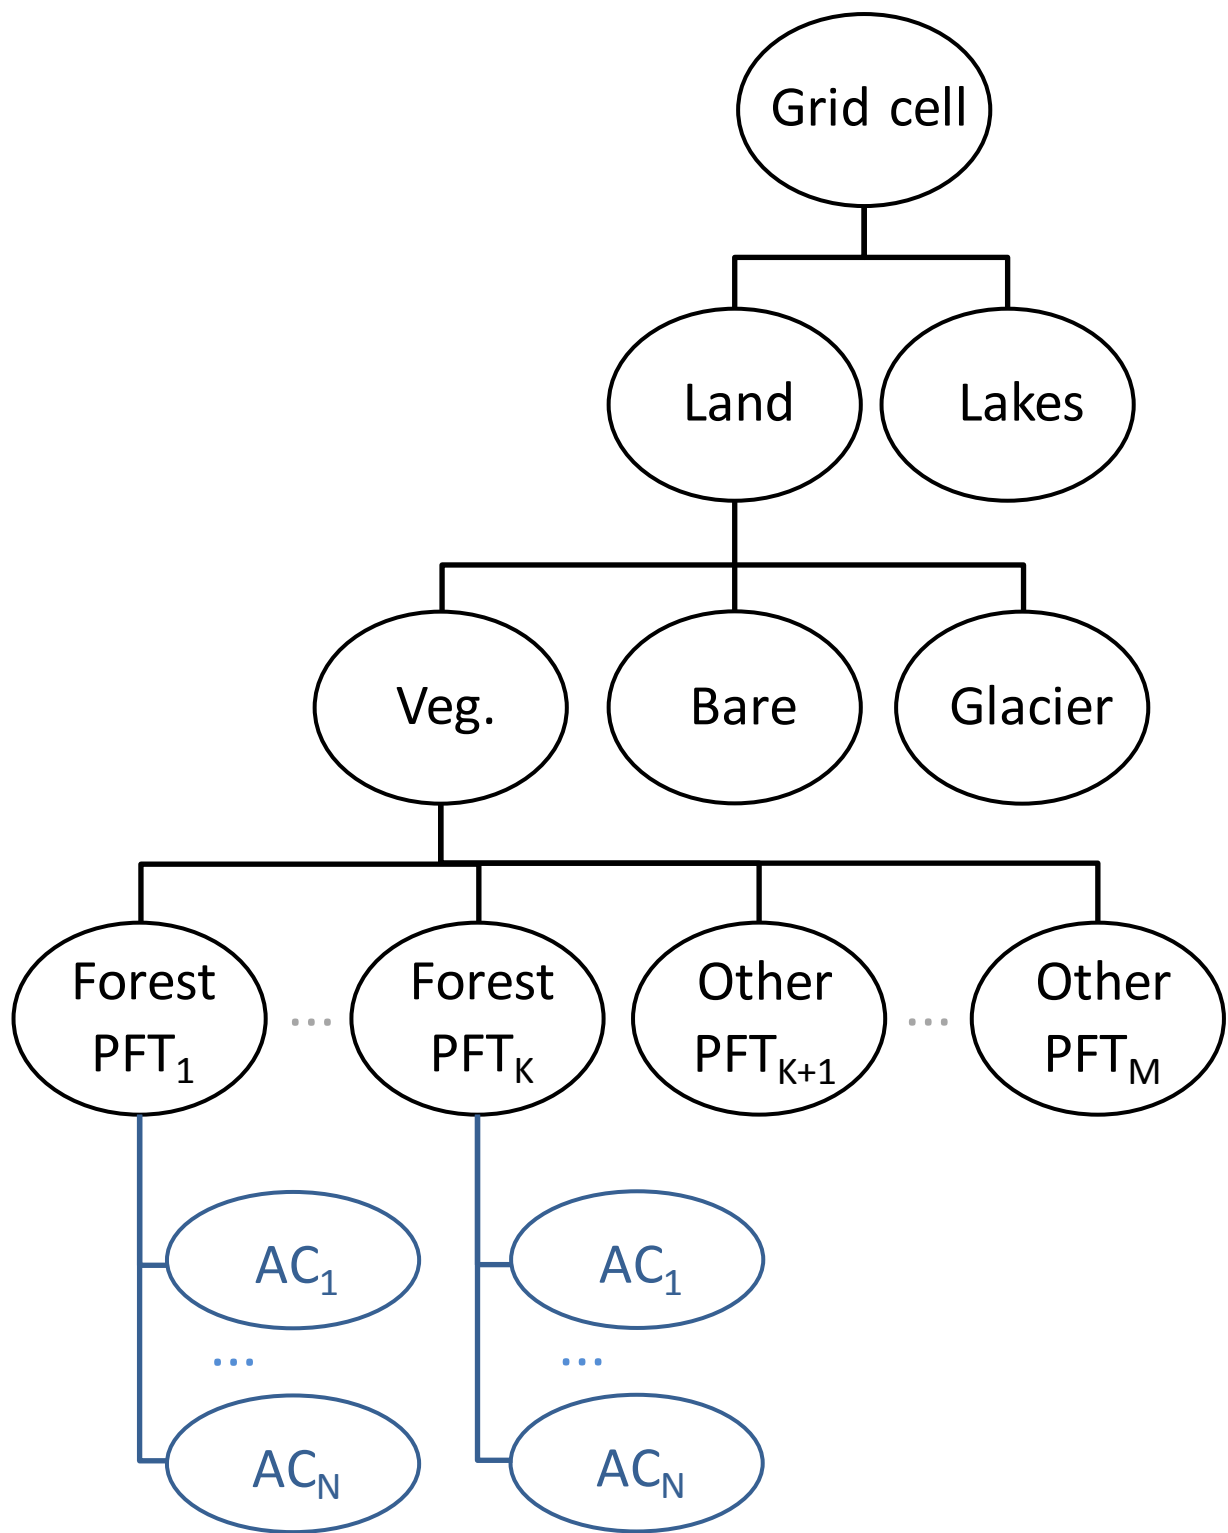 Grid cell
Land Lakes
Veg. Bare Glacier
Forest Forest Other Other
PFT₁ ... PFTK ... PFTK+1 ... PFTM
AC₁ AC₁
... ...
ACN ACN